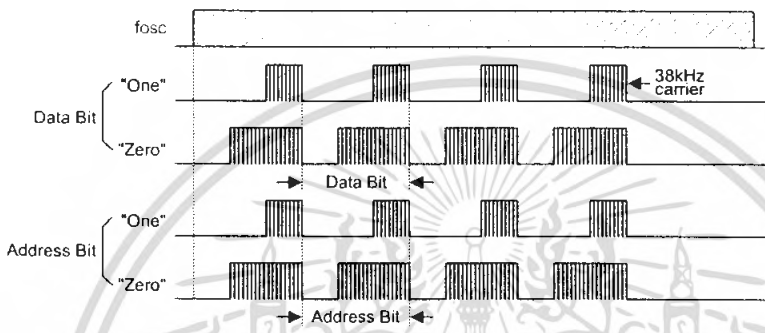 fosc
"One"
38kHz
carrier
Data Bit
"Zero"
Data Bit
"One"
Address Bit
"Zero"
Address Bit